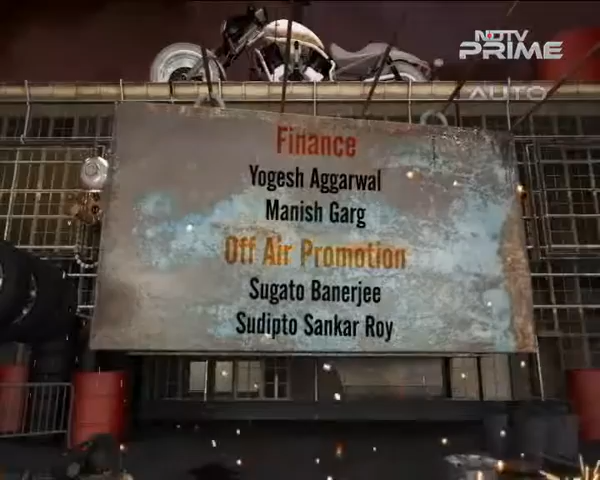 NDTV
PRIME
AUTO
Finance
Yogesh Aggarwal
Manish Garg
Off Air Promotion
Sugato Banerjee
Sudipto Sankar Roy